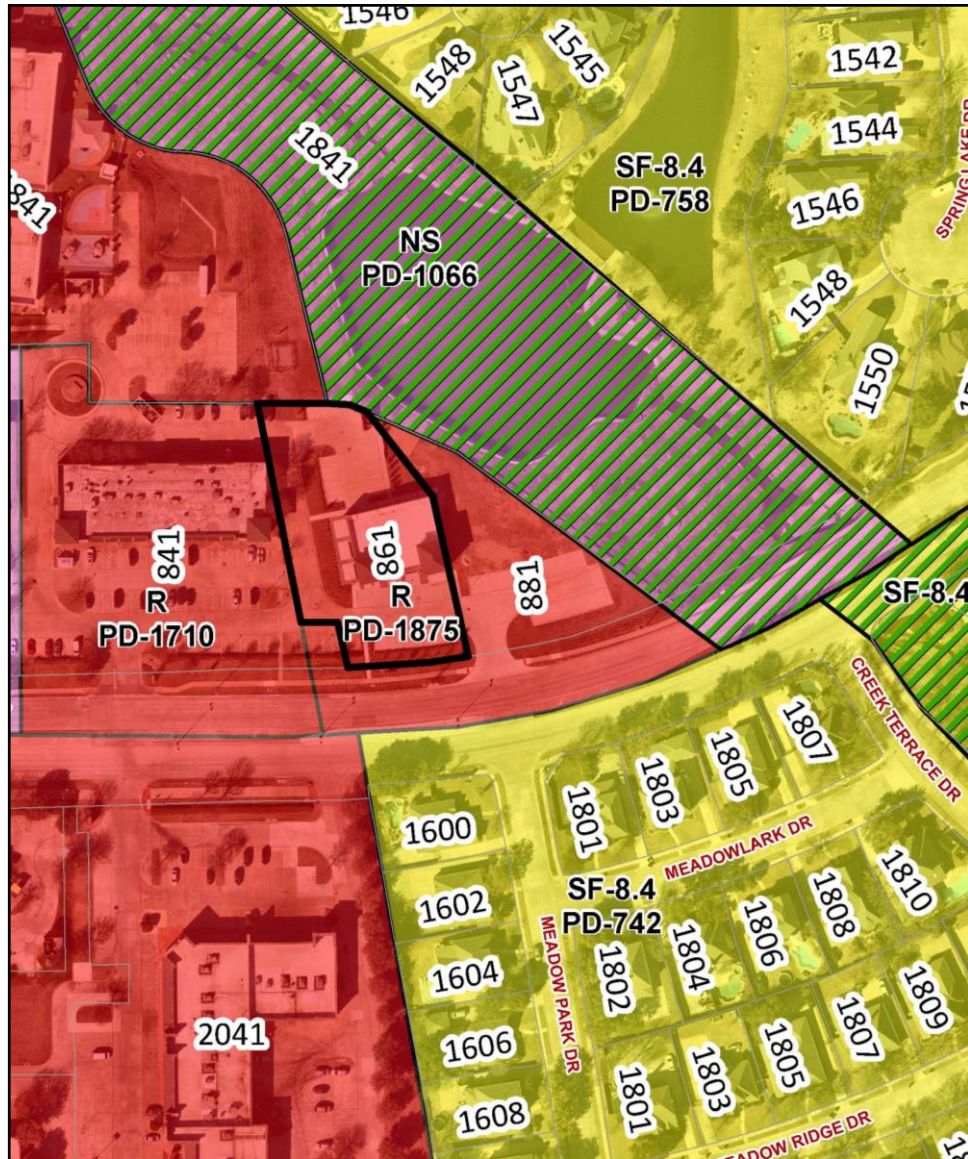 1546
1548
1547
1545
1542
1544
1546
1548
1550
SPRING LAKE DR
SF-8.4
PD-758
1841
NS
PD-1066
841
841
R
PD-1710
861
R
PD-1875
881
SF-8.4
CREEK TERRACE DR
1807
1805
1803
1801
MEADOWLARK DR
1600
1602
1604
1606
1608
MEADOW PARK DR
SF-8.4
PD-742
1802
1804
1806
1808
1810
1801
1803
1805
1807
1809
RIDGE DR
2041